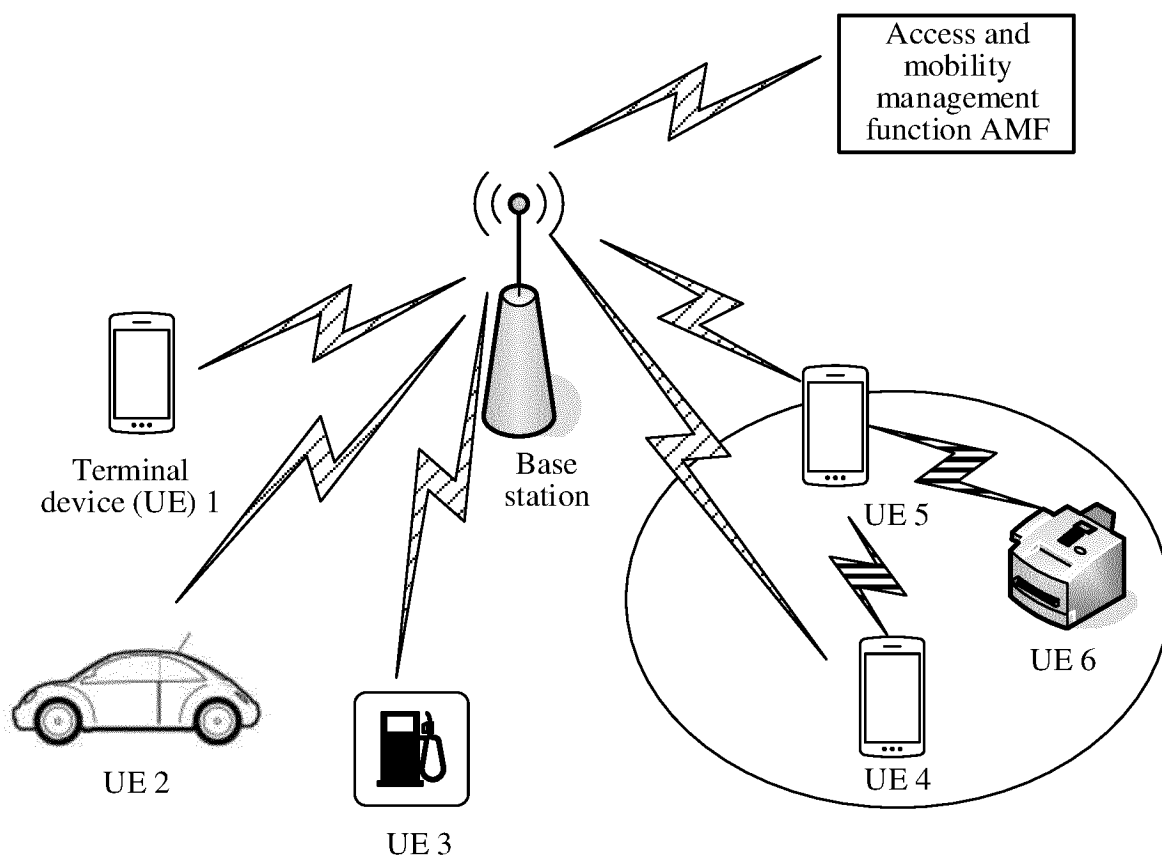 Access and
mobility
management
function AMF
Terminal
device (UE) 1
Base
station
UE 5
UE 6
UE 2
UE 4
UE 3